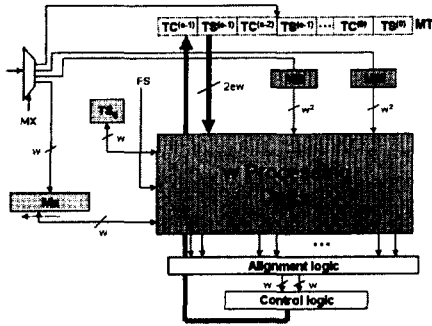 TC(e-1) TS(e-1) TC(e-2) TS(e-1) ... TC(0) TS(0) MT
FS
2ew
w² w²
MX
TS
w
w
w
...
Alignment logic
w w
Control logic